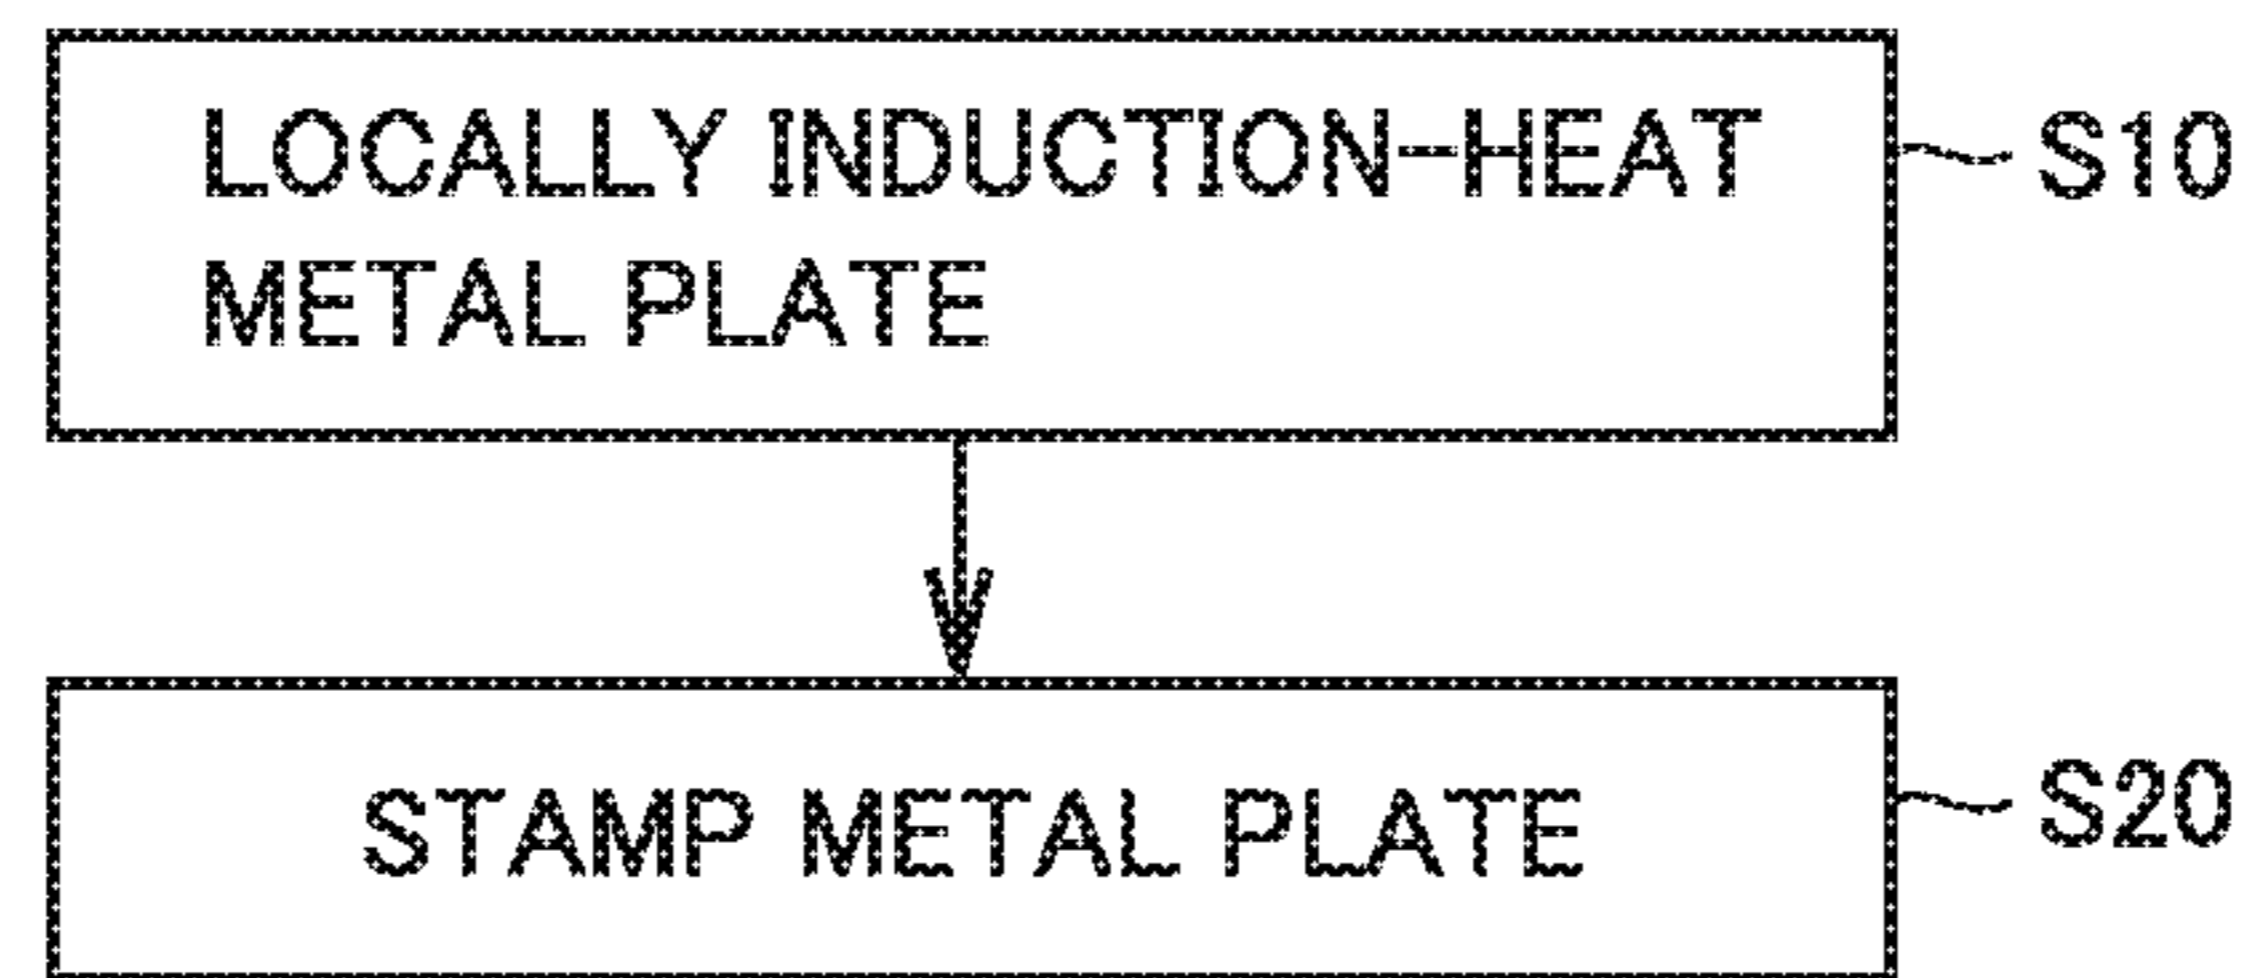 LOCALLY INDUCTION-HEAT
METAL PLATE
S10
STAMP METAL PLATE
S20